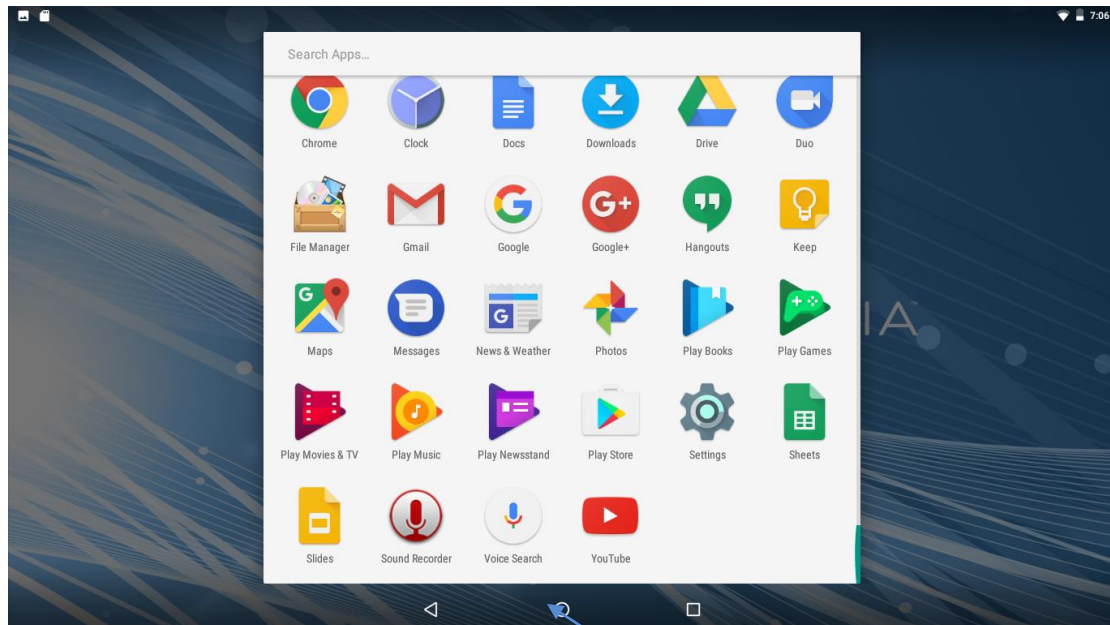 7:06
Search Apps...
Chrome Clock Docs Downloads Drive Duo
File Manager Gmail Google Google+ Hangouts Keep
G+
G
G
Maps Messages News & Weather Photos Play Books Play Games
IA
Play Movies & TV Play Music Play Newsstand Play Store Settings Sheets
Slides Sound Recorder Voice Search YouTube